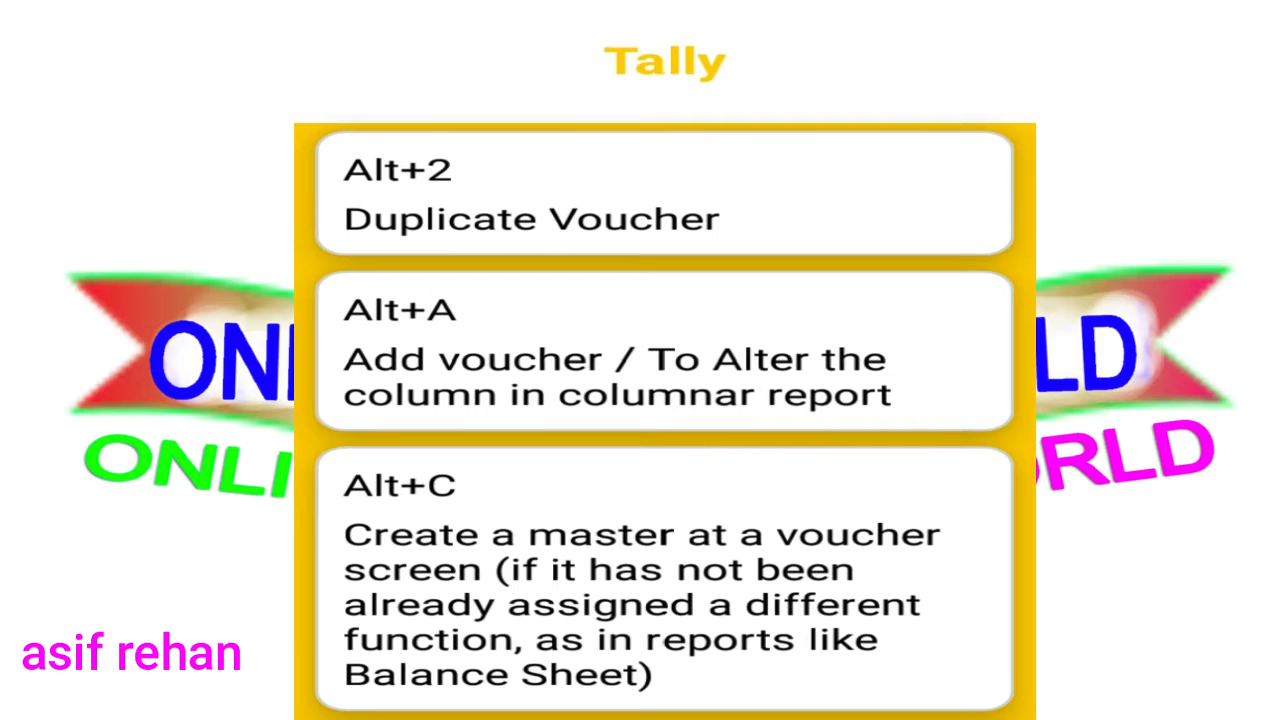 Tally
Alt+2
Duplicate Voucher
Alt+A
Add voucher / To Alter the
column in columnar report
Alt+C
Create a master at a voucher
screen (if it has not been
already assigned a different
function, as in reports like
Balance Sheet)
asif rehan